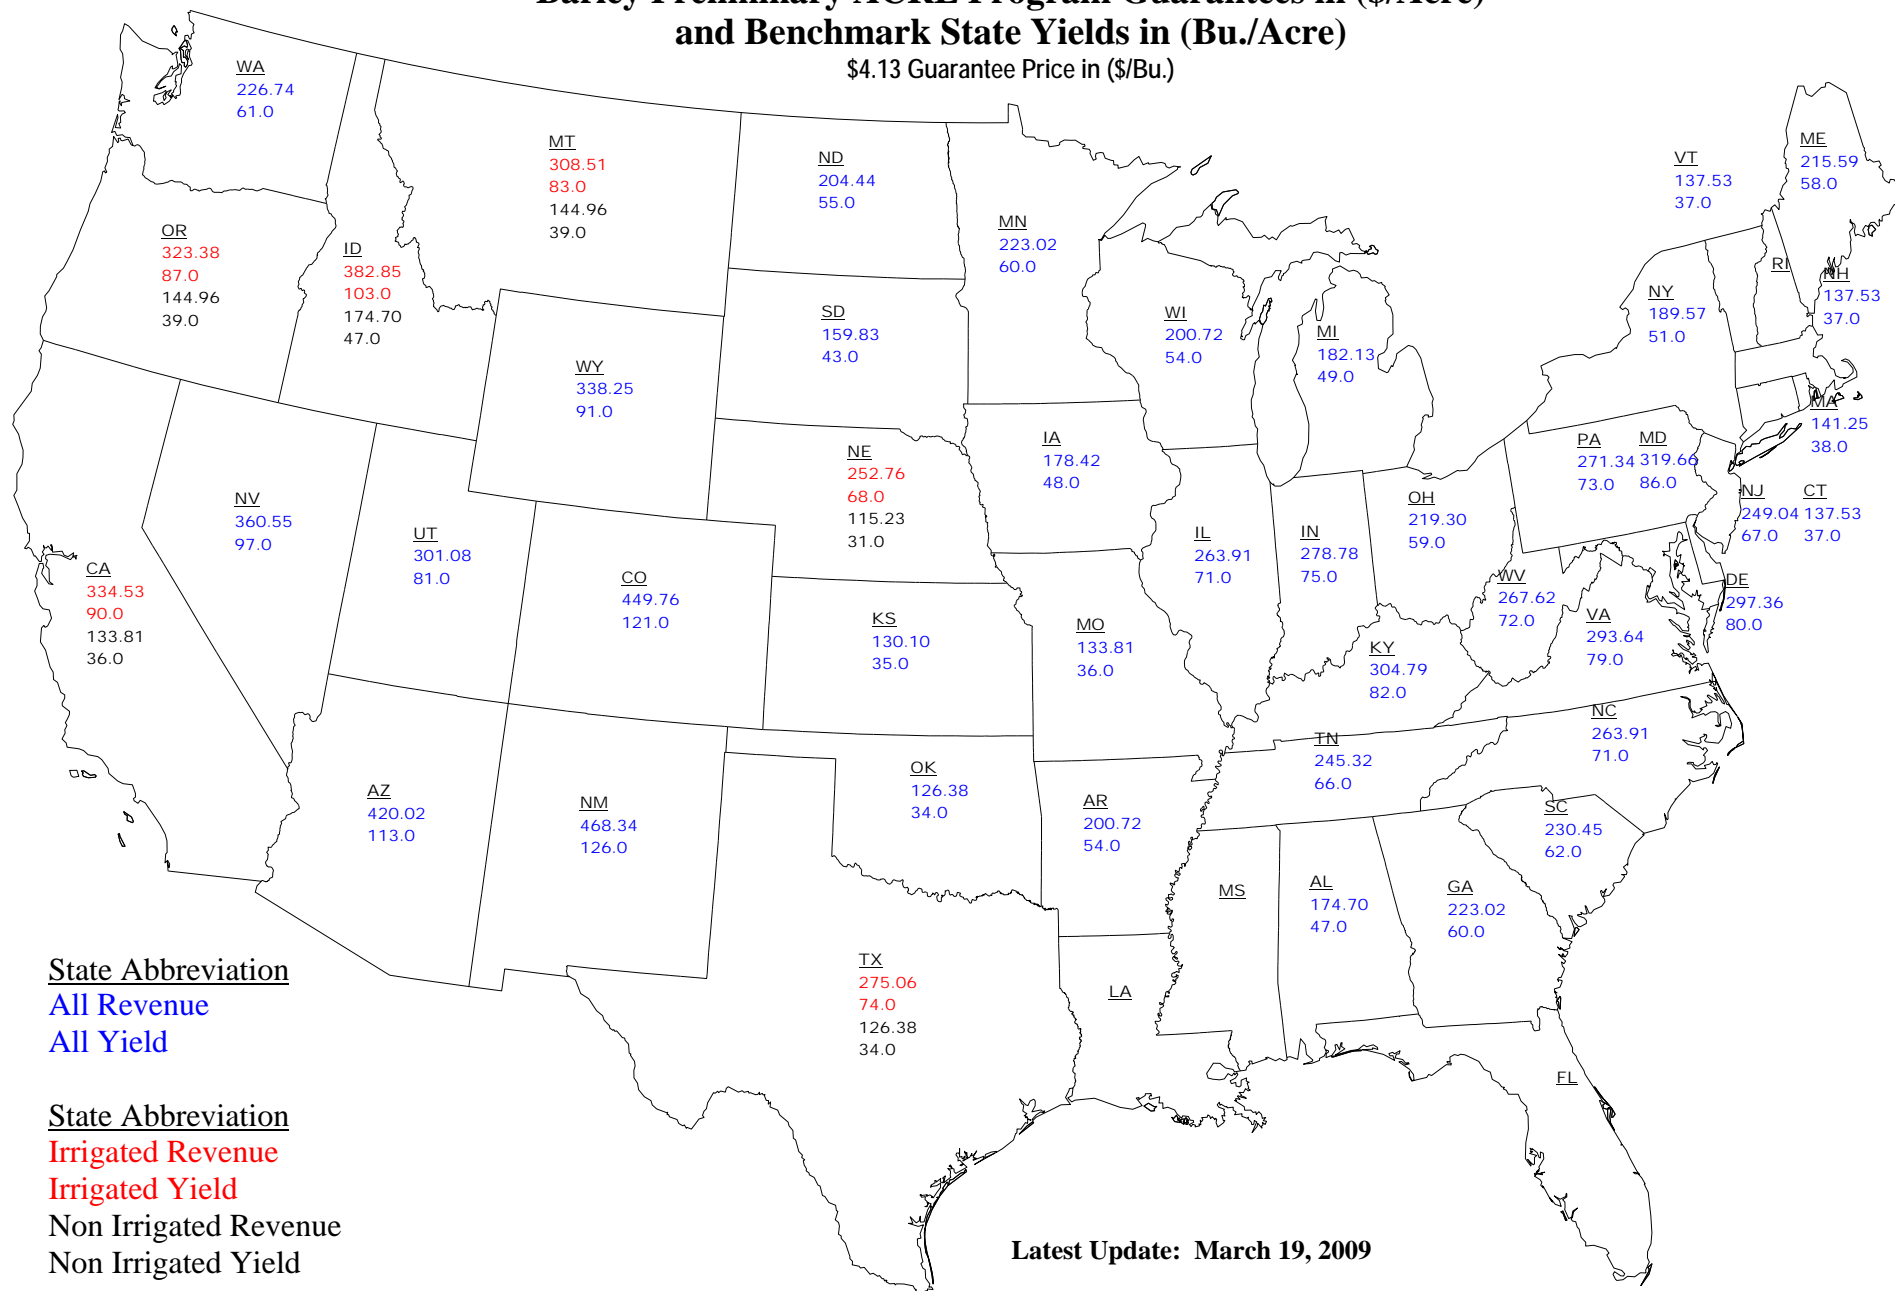 Barley Preliminary ACRE Program Guarantees in ($/Acre)
and Benchmark State Yields in (Bu./Acre)
$4.13 Guarantee Price in ($/Bu.)
WA
226.74
61.0
MT
308.51
83.0
144.96
39.0
ND
204.44
55.0
MN
223.02
60.0
VT
137.53
37.0
ME
215.59
58.0
OR
323.38
87.0
144.96
39.0
ID
382.85
103.0
174.70
47.0
SD
159.83
43.0
WI
200.72
54.0
MI
182.13
49.0
NY
189.57
51.0
RI
NH
137.53
37.0
WY
338.25
91.0
NE
252.76
68.0
115.23
31.0
IA
178.42
48.0
MA
141.25
38.0
PA
271.34
73.0
MD
319.66
86.0
NJ
249.04
67.0
CT
137.53
37.0
NV
360.55
97.0
UT
301.08
81.0
CO
449.76
121.0
CA
334.53
90.0
133.81
36.0
KS
130.10
35.0
MO
133.81
36.0
IL
263.91
71.0
IN
278.78
75.0
OH
219.30
59.0
WV
267.62
72.0
DE
297.36
80.0
VA
293.64
79.0
KY
304.79
82.0
NC
263.91
71.0
TN
245.32
66.0
AZ
420.02
113.0
NM
468.34
126.0
OK
126.38
34.0
AR
200.72
54.0
SC
230.45
62.0
MS
AL
174.70
47.0
GA
223.02
60.0
TX
275.06
74.0
126.38
34.0
LA
FL
State Abbreviation
All Revenue
All Yield
State Abbreviation
Irrigated Revenue
Irrigated Yield
Non Irrigated Revenue
Non Irrigated Yield
Latest Update: March 19, 2009